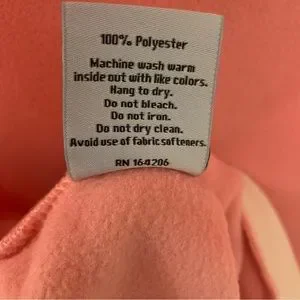 100% Polyester
Machine wash warm
inside out with like colors.
Hang to dry.
Do not bleach.
Do not iron.
Do not dry clean.
Avoid use of fabric softeners.
RN 164206